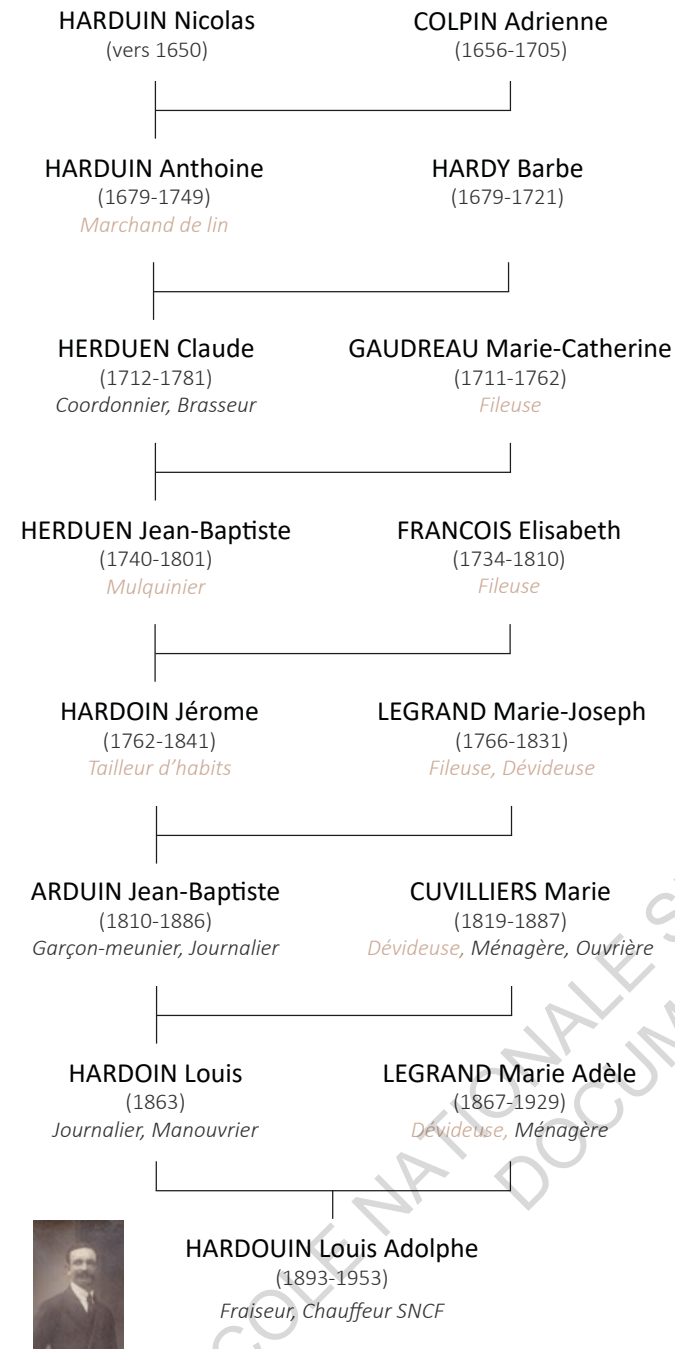 HARDUIN Nicolas
(vers 1650)
COLPIN Adrienne
(1656-1705)
HARDUIN Anthoine
(1679-1749)
Marchand de lin
HARDY Barbe
(1679-1721)
HERDUEN Claude
(1712-1781)
Coordonnier, Brasseur
GAUDREAU Marie-Catherine
(1711-1762)
Fileuse
HERDUEN Jean-Baptiste
(1740-1801)
Mulquinier
FRANCOIS Elisabeth
(1734-1810)
Fileuse
HARDOIN Jérome
(1762-1841)
Tailleur d'habits
LEGRAND Marie-Joseph
(1766-1831)
Fileuse, Dévideuse
ARDUIN Jean-Baptiste
(1810-1886)
Garçon-meunier, Journalier
CUVILLIERS Marie
(1819-1887)
Dévideuse, Ménagère, Ouvrière
HARDOIN Louis
(1863)
Journalier, Manouvrier
LEGRAND Marie Adèle
(1867-1929)
Dévideuse, Ménagère
HARDOUIN Louis Adolphe
(1893-1953)
Fraiseur, Chauffeur SNCF
NATIONALE